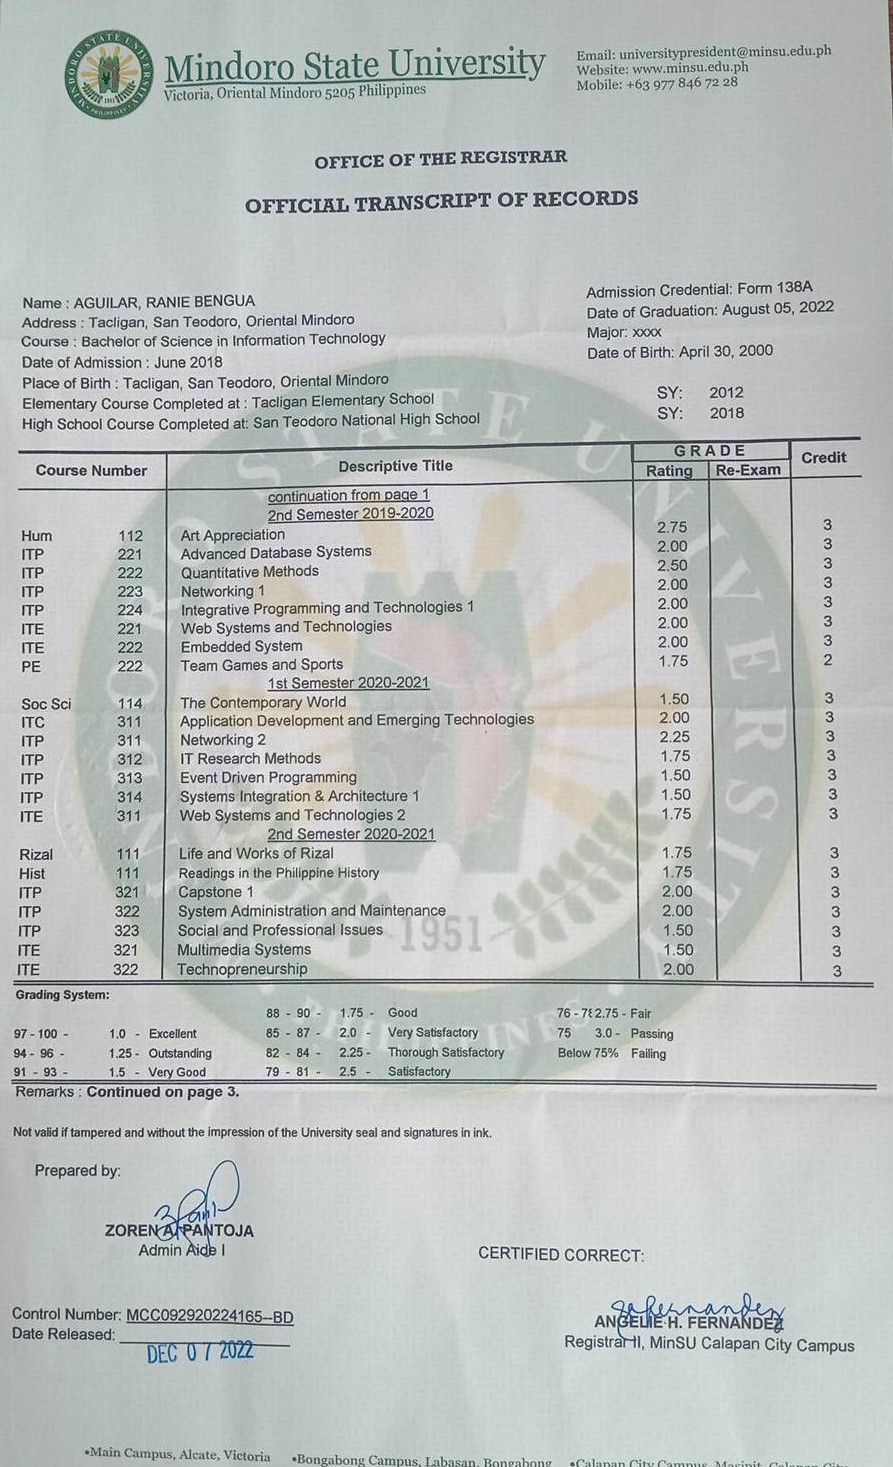 Mindoro State University
Victoria, Oriental Mindoro 5205 Philippines
Email: universitypresident@minsu.edu.ph
Website: www.minsu.edu.ph
Mobile: +63 977 846 72 28
OFFICE OF THE REGISTRAR
OFFICIAL TRANSCRIPT OF RECORDS
Name : AGUILAR, RANIE BENGUA
Address : Tacligan, San Teodoro, Oriental Mindoro
Course : Bachelor of Science in Information Technology
Date of Admission : June 2018
Place of Birth : Tacligan, San Teodoro, Oriental Mindoro
Elementary Course Completed at : Tacligan Elementary School
High School Course Completed at: San Teodoro National High School
Admission Credential: Form 138A
Date of Graduation: August 05, 2022
Major: xxxx
Date of Birth: April 30, 2000
SY: 2012
SY: 2018
Course Number Descriptive Title GRADE Credit
Rating Re-Exam
continuation from page 1
2nd Semester 2019-2020
Hum 112 Art Appreciation 2.75 3
ITP 221 Advanced Database Systems 2.00 3
ITP 222 Quantitative Methods 2.50 3
ITP 223 Networking 1 2.00 3
ITP 224 Integrative Programming and Technologies 1 2.00 3
ITE 221 Web Systems and Technologies 2.00 3
ITE 222 Embedded System 2.00 3
PE 222 Team Games and Sports 1.75 2
1st Semester 2020-2021
Soc Sci 114 The Contemporary World 1.50 3
ITC 311 Application Development and Emerging Technologies 2.00 3
ITP 311 Networking 2 2.25 3
ITP 312 IT Research Methods 1.75 3
ITP 313 Event Driven Programming 1.50 3
ITP 314 Systems Integration & Architecture 1 1.50 3
ITE 311 Web Systems and Technologies 2 1.75 3
2nd Semester 2020-2021
Rizal 111 Life and Works of Rizal 1.75 3
Hist 111 Readings in the Philippine History 1.75 3
ITP 321 Capstone 1 2.00 3
ITP 322 System Administration and Maintenance 2.00 3
ITP 323 Social and Professional Issues 1.50 3
ITE 321 Multimedia Systems 1.50 3
ITE 322 Technopreneurship 2.00 3
1951
Grading System:
88 - 90 - 1.75 - Good 76 - 78 2.75 - Fair
97 - 100 - 1.0 - Excellent 85 - 87 - 2.0 - Very Satisfactory 75 3.0 - Passing
94 - 96 - 1.25 - Outstanding 82 - 84 - 2.25 - Thorough Satisfactory Below 75% Failing
91 - 93 - 1.5 - Very Good 79 - 81 - 2.5 - Satisfactory
Remarks : Continued on page 3.
Not valid if tampered and without the impression of the University seal and signatures in ink.
Prepared by:
ZOREN A. PANTOJA
Admin Aide I
CERTIFIED CORRECT:
ANGELIE H. FERNANDEZ
Registrar II, MinSU Calapan City Campus
Control Number: MCC092920224165--BD
Date Released:
DEC 07 2022
•Main Campus, Alcate, Victoria •Bongabong Campus, Labasan, Bongabong •Calapan City Campus,